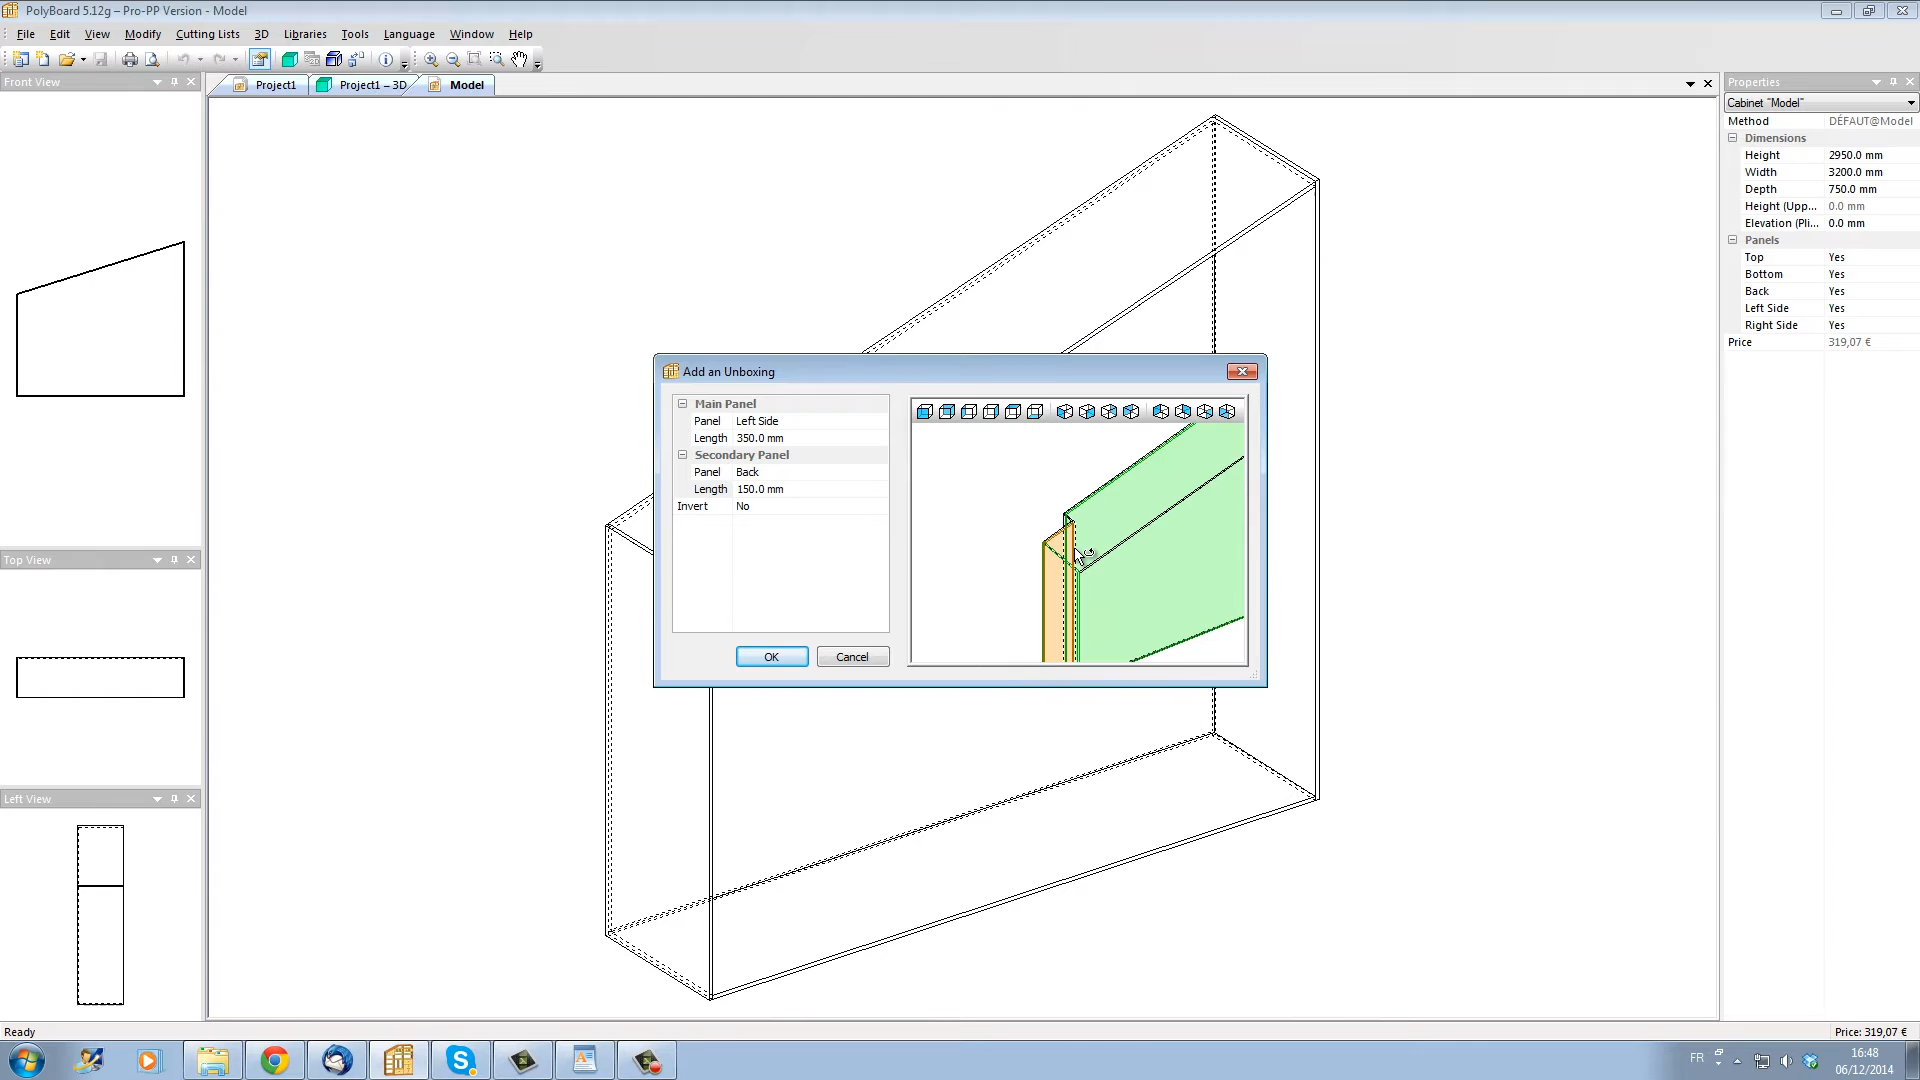 PolyBoard 5.12g – Pro-PP Version - Model
File Edit View Modify Cutting Lists 3D Libraries Tools Language Window Help
Front View
Project1 Project1 – 3D Model
Properties
Cabinet "Model"
Method DÉFAUT@Model
Dimensions
Height 2950.0 mm
Width 3200.0 mm
Depth 750.0 mm
Height (Upp... 0.0 mm
Elevation (Pli... 0.0 mm
Panels
Top Yes
Bottom Yes
Back Yes
Left Side Yes
Right Side Yes
Price 319,07 €
Add an Unboxing
Main Panel
Panel Left Side
Length 350.0 mm
Secondary Panel
Panel Back
Length 150.0 mm
Invert No
OK Cancel
Top View
Left View
Ready
Price: 319,07 €
FR
16:48
06/12/2014